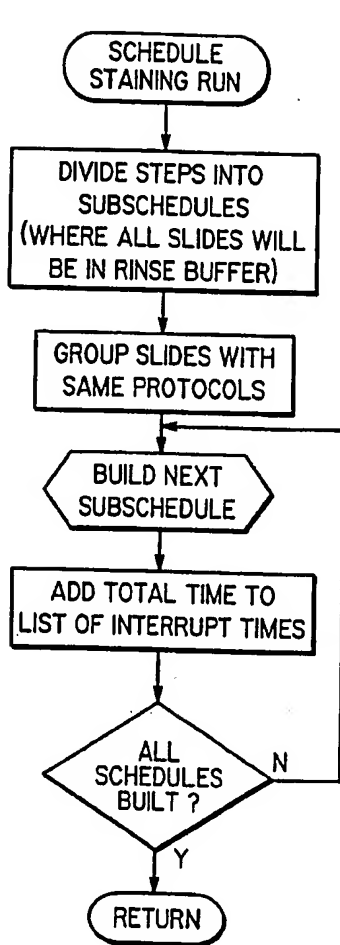 SCHEDULE
STAINING RUN
DIVIDE STEPS INTO
SUBSCHEDULES
(WHERE ALL SLIDES WILL
BE IN RINSE BUFFER)
GROUP SLIDES WITH
SAME PROTOCOLS
BUILD NEXT
SUBSCHEDULE
ADD TOTAL TIME TO
LIST OF INTERRUPT TIMES
ALL
SCHEDULES
BUILT ?
N
Y
RETURN